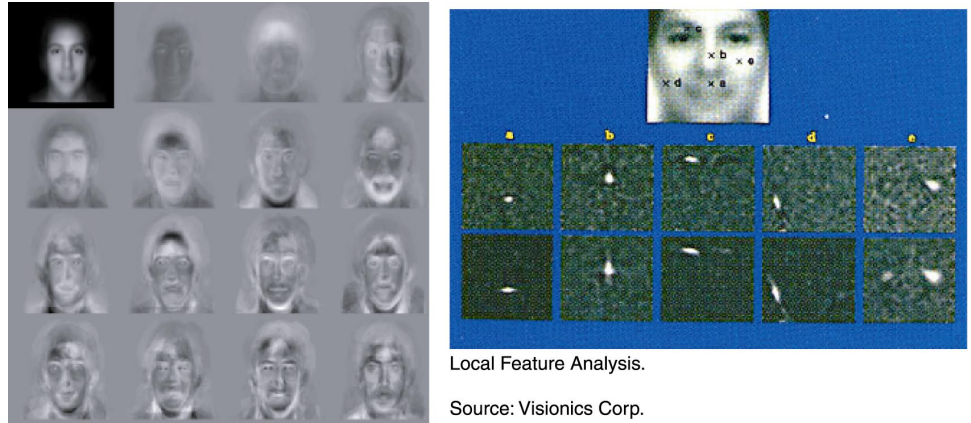 c
b
e
d
a
a b c d e
Local Feature Analysis.
Source: Visionics Corp.